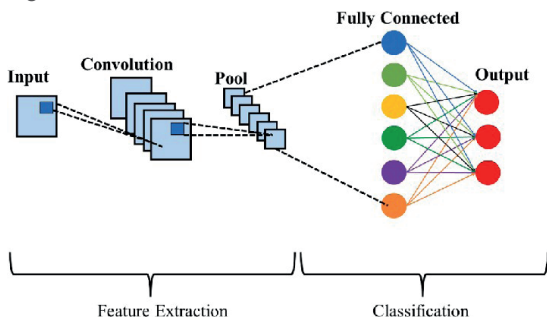 Fully Connected
Input
Convolution
Pool
Output
Feature Extraction
Classification